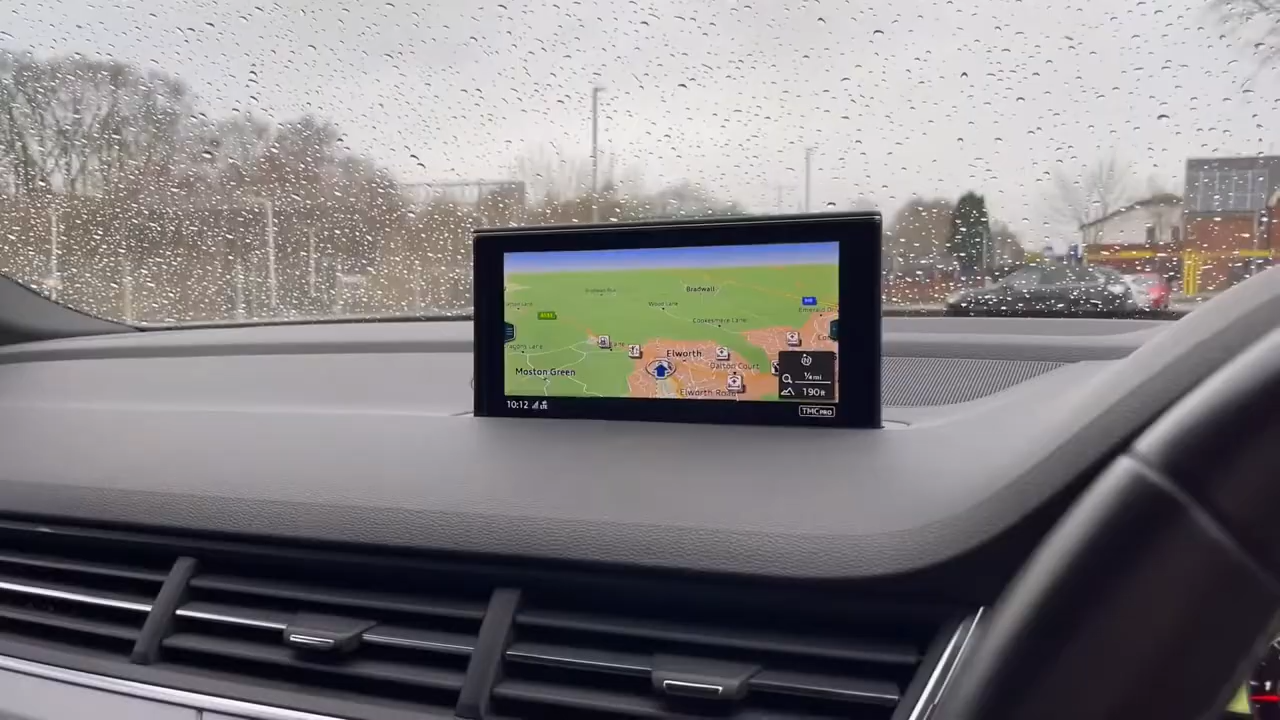 Bradwall
Wood Lane
Cookesmere Lane
Elworth
Dalton Court
Moston Green
Elworth Road
¼mi
190ft
10:12
TMC PRO